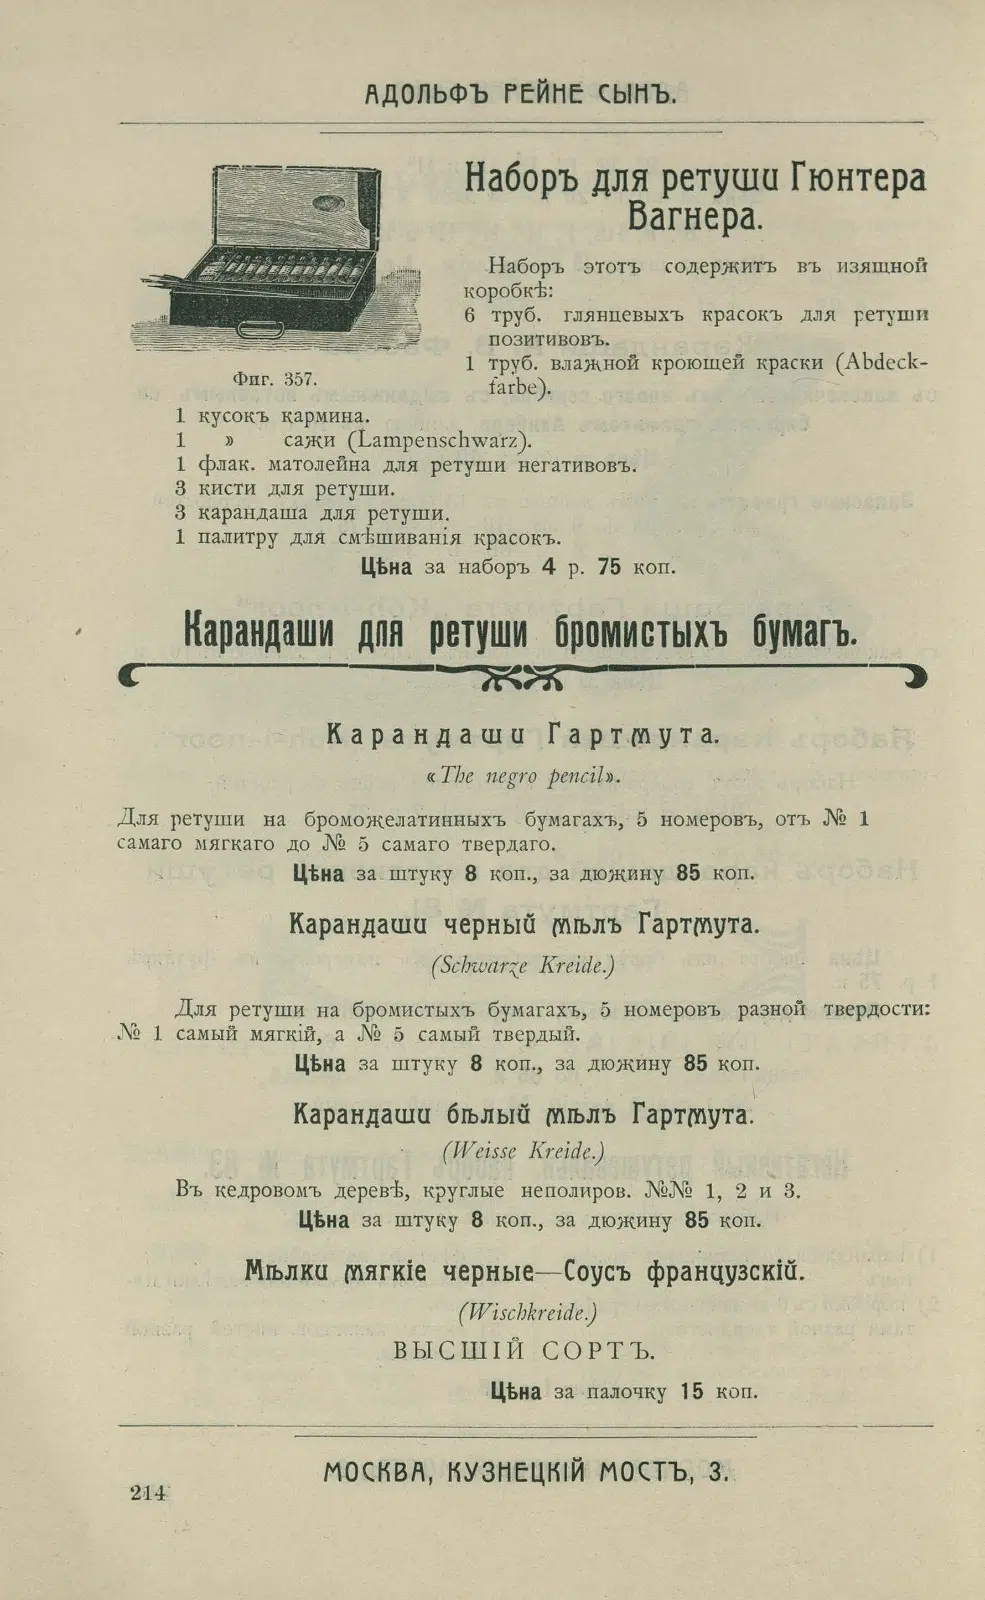 АДОЛЬФЪ РЕЙНЕ СЫНЪ.
Наборъ для ретуши Гюнтера
Вагнера.
Наборъ этотъ содержитъ въ изящной
коробкѣ:
6 труб. глянцевыхъ красокъ для ретуши
позитивовъ.
1 труб. влажной кроющей краски (Abdeck-
farbe).
Фиг. 357.
1 кусокъ кармина.
1 » сажи (Lampenschwarz).
1 флак. матолейна для ретуши негативовъ.
3 кисти для ретуши.
3 карандаша для ретуши.
1 палитру для смѣшиванія красокъ.
Цѣна за наборъ 4 р. 75 коп.
Карандаши для ретуши бромистыхъ бумагъ.
Карандаши Гартмута.
«The negro pencil».
Для ретуши на броможелатинныхъ бумагахъ, 5 номеровъ, отъ № 1
самаго мягкаго до № 5 самаго твердаго.
Цѣна за штуку 8 коп., за дюжину 85 коп.
Карандаши черный мѣлъ Гартмута.
(Schwarze Kreide.)
Для ретуши на бромистыхъ бумагахъ, 5 номеровъ разной твердости:
№ 1 самый мягкій, а № 5 самый твердый.
Цѣна за штуку 8 коп., за дюжину 85 коп.
Карандаши бѣлый мѣлъ Гартмута.
(Weisse Kreide.)
Въ кедровомъ деревѣ, круглые неполиров. №№ 1, 2 и 3.
Цѣна за штуку 8 коп., за дюжину 85 коп.
Мѣлки мягкіе черные—Соусъ французскій.
(Wischkreide.)
ВЫСШІЙ СОРТЪ.
Цѣна за палочку 15 коп.
МОСКВА, КУЗНЕЦКІЙ МОСТЪ, 3.
214